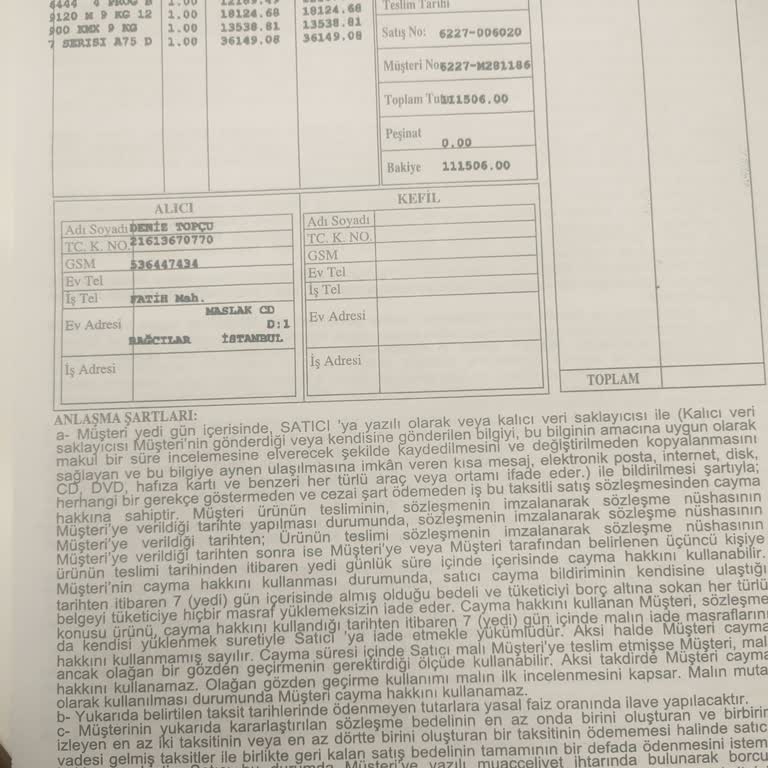 4444 4 PROG B 1.00 12169.49
9120 M 9 KG 12 1.00 18124.68 18124.68
900 KMX 9 KG 1.00 13538.81 13538.81
7 SERISI A75 D 1.00 36149.08 36149.08
Teslim Tarihi
Satış No: 6227-006020
Müşteri No 6227-M281186
Toplam Tutar 111506.00
Peşinat 0.00
Bakiye 111506.00
ALICI
Adı Soyadı DENİZ TOPÇU
TC. K. NO. 21613670770
GSM 536447434
Ev Tel
İş Tel FATİH Mah.
MASLAK CD
Ev Adresi D:1
BAĞCILAR İSTANBUL
İş Adresi
KEFİL
Adı Soyadı
TC. K. NO.
GSM
Ev Tel
İş Tel
Ev Adresi
İş Adresi
TOPLAM
ANLAŞMA ŞARTLARI:
a- Müşteri yedi gün içerisinde, SATICI 'ya yazılı olarak veya kalıcı veri saklayıcısı ile (Kalıcı veri
saklayıcısı Müşteri'nin gönderdiği veya kendisine gönderilen bilgiyi, bu bilginin amacına uygun olarak
makul bir süre incelemesine elverecek şekilde kaydedilmesini ve değiştirilmeden kopyalanmasını
sağlayan ve bu bilgiye aynen ulaşılmasına imkân veren kısa mesaj, elektronik posta, internet, disk,
CD, DVD, hafıza kartı ve benzeri her türlü araç veya ortamı ifade eder.) ile bildirilmesi şartıyla;
herhangi bir gerekçe göstermeden ve cezai şart ödemeden iş bu taksitli satış sözleşmesinden cayma
hakkına sahiptir. Müşteri ürünün tesliminin, sözleşmenin imzalanarak sözleşme nüshasının
Müşteri'ye verildiği tarihte yapılması durumunda, sözleşmenin imzalanarak sözleşme nüshasının
Müşteri'ye verildiği tarihten; Ürünün teslimi sözleşmenin imzalanarak sözleşme nüshasının
Müşteri'ye verildiği tarihten sonra ise Müşteri'ye veya Müşteri tarafından belirlenen üçüncü kişiye
ürünün teslimi tarihinden itibaren yedi günlük süre içinde içerisinde cayma hakkını kullanabilir.
Müşteri'nin cayma hakkını kullanması durumunda, satıcı cayma bildiriminin kendisine ulaştığı
tarihten itibaren 7 (yedi) gün içerisinde almış olduğu bedeli ve tüketiciyi borç altına sokan her türlü
belgeyi tüketiciye hiçbir masraf yüklemeksizin iade eder. Cayma hakkını kullanan Müşteri, sözleşme
konusu ürünü, cayma hakkını kullandığı tarihten itibaren 7 (yedi) gün içinde malın iade masraflarını
da kendisi yüklenmek suretiyle Satıcı 'ya iade etmekle yükümlüdür. Aksi halde Müşteri cayma
hakkını kullanmamış sayılır. Cayma süresi içinde Satıcı malı Müşteri'ye teslim etmişse Müşteri, mal
ancak olağan bir gözden geçirmenin gerektirdiği ölçüde kullanabilir. Aksi takdirde Müşteri cayma
hakkını kullanamaz. Olağan gözden geçirme kullanımı malın ilk incelenmesini kapsar. Malın muta
olarak kullanılması durumunda Müşteri cayma hakkını kullanamaz.
b- Yukarıda belirtilen taksit tarihlerinde ödenmeyen tutarlara yasal faiz oranında ilave yapılacaktır.
c- Müşterinin yukarıda kararlaştırılan sözleşme bedelinin en az onda birini oluşturan ve birbirin
izleyen en az iki taksitinin veya en az dörtte birini oluşturan bir taksitinin ödememesi halinde satıc
vadesi gelmiş taksitler ile birlikte geri kalan satış bedelinin tamamının bir defada ödenmesini istem
Müşteri'ye yazılı muacceliyet ihtarında bulunarak borcu